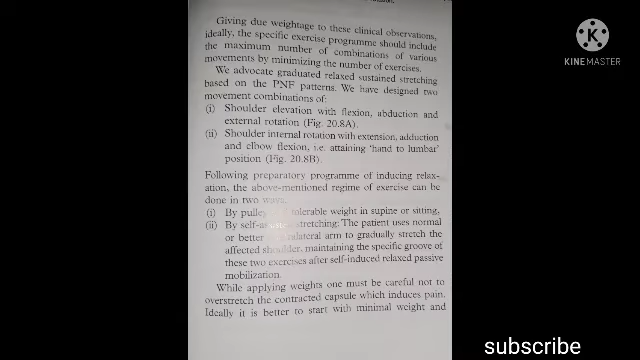 Giving due weightage to these clinical observations,
ideally, the specific exercise programme should include
the maximum number of combinations of various
movements by minimizing the number of exercises.
We advocate graduated relaxed sustained stretching
based on the PNF patterns. We have designed two
movement combinations of:
(i) Shoulder elevation with flexion, abduction and
external rotation (Fig. 20.8A).
(ii) Shoulder internal rotation with extension, adduction
and elbow flexion, i.e. attaining 'hand to lumbar'
position (Fig. 20.8B).
Following preparatory programme of inducing relax-
ation, the above-mentioned regime of exercise can be
done in two ways:
(i) By pulley tolerable weight in supine or sitting,
(ii) By self- stretching: The patient uses normal
or better arm to gradually stretch the
affected shoulder, maintaining the specific groove of
these two exercises after self-induced relaxed passive
mobilization.
While applying weights one must be careful not to
overstretch the contracted capsule which induces pain.
Ideally it is better to start with minimal weight and
K
KINEMASTER
subscribe